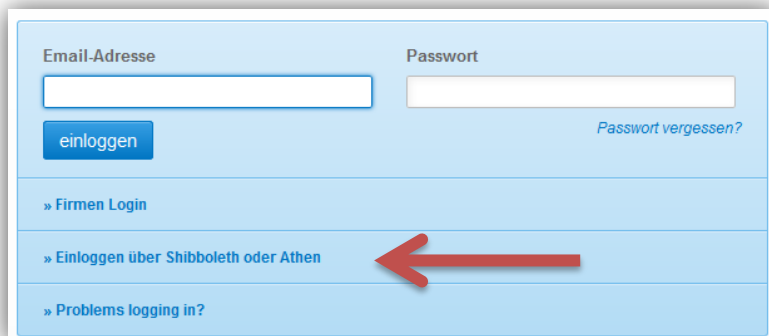 Email-Adresse
Passwort
einloggen
Passwort vergessen?
» Firmen Login
» Einloggen über Shibboleth oder Athen
» Problems logging in?